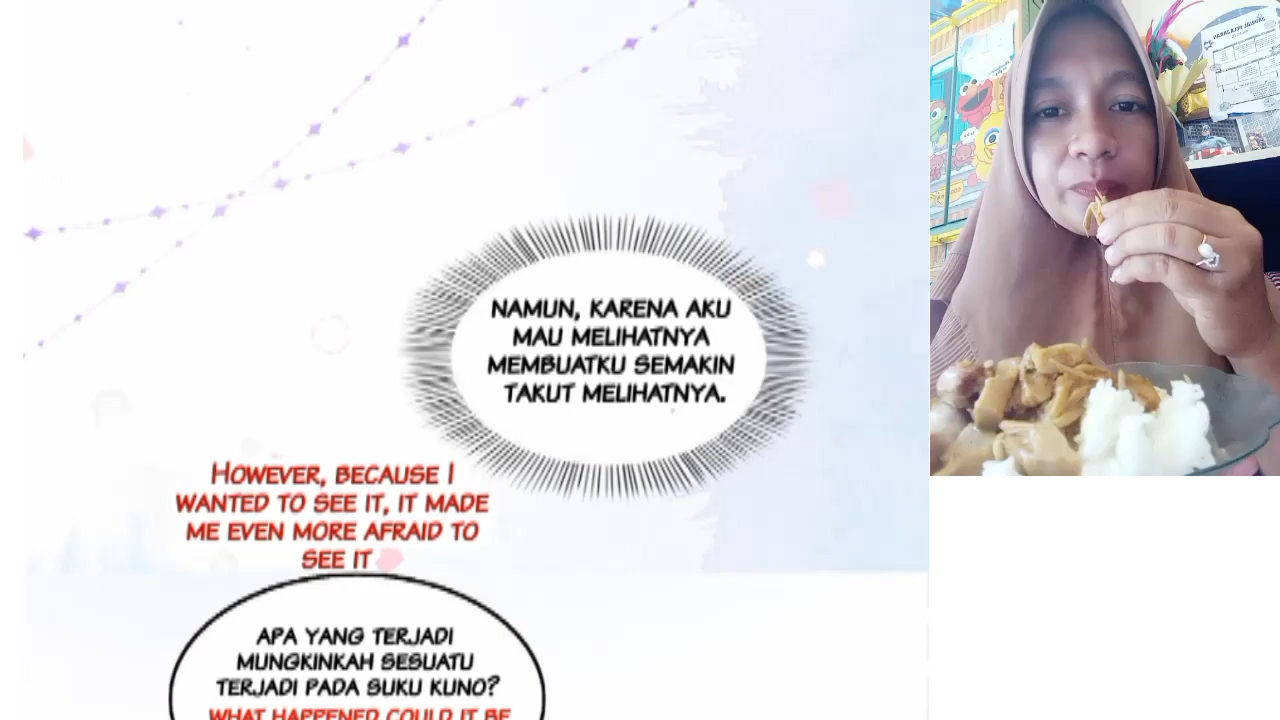 NAMUN, KARENA AKU
MAU MELIHATNYA
MEMBUATKU SEMAKIN
TAKUT MELIHATNYA.
HOWEVER, BECAUSE I
WANTED TO SEE IT, IT MADE
ME EVEN MORE AFRAID TO
SEE IT
APA YANG TERJADI
MUNGKINKAH SESUATU
TERJADI PADA SUKU KUNO?
WHAT HAPPENED COULD IT BE